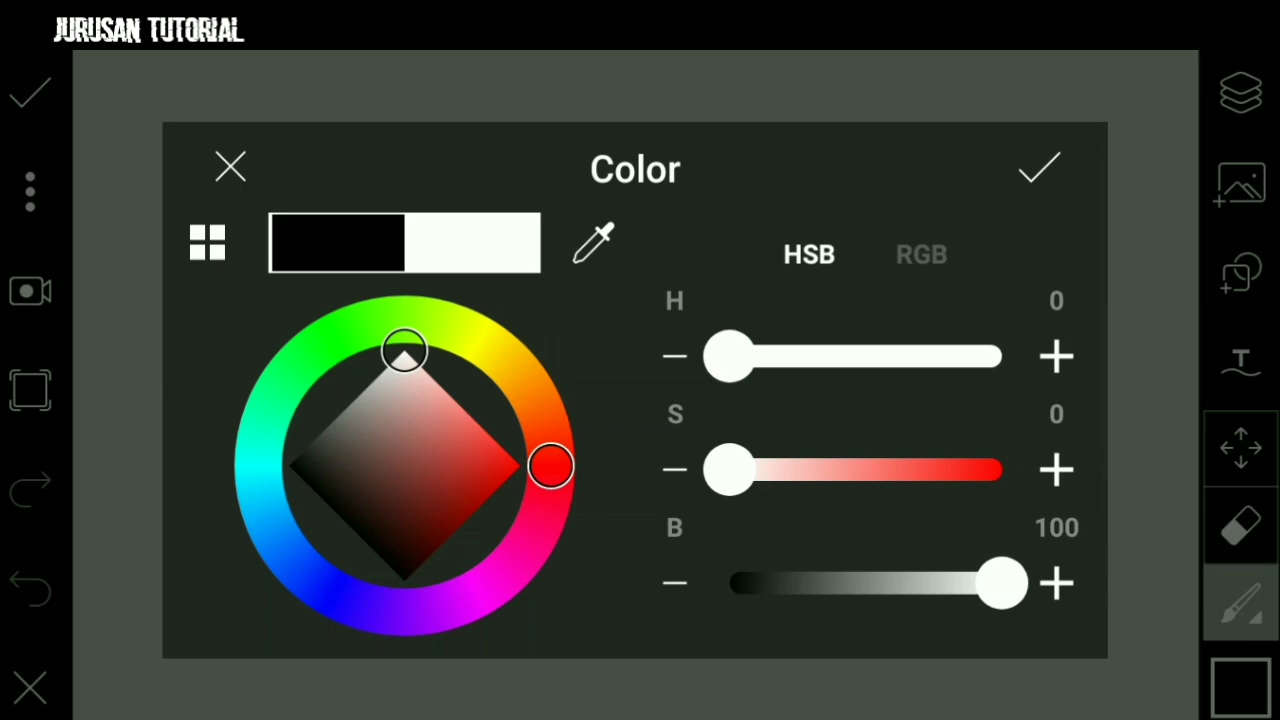 JURUSAN TUTORIAL
Color
HSB RGB
H 0
S 0
B 100
T